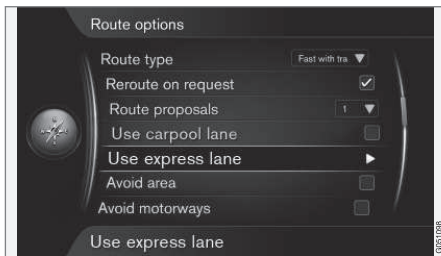 Route options
Route type Fast with tra
Reroute on request
Route proposals 1
Use carpool lane
Use express lane
Avoid area
Avoid motorways
Use express lane
G051098